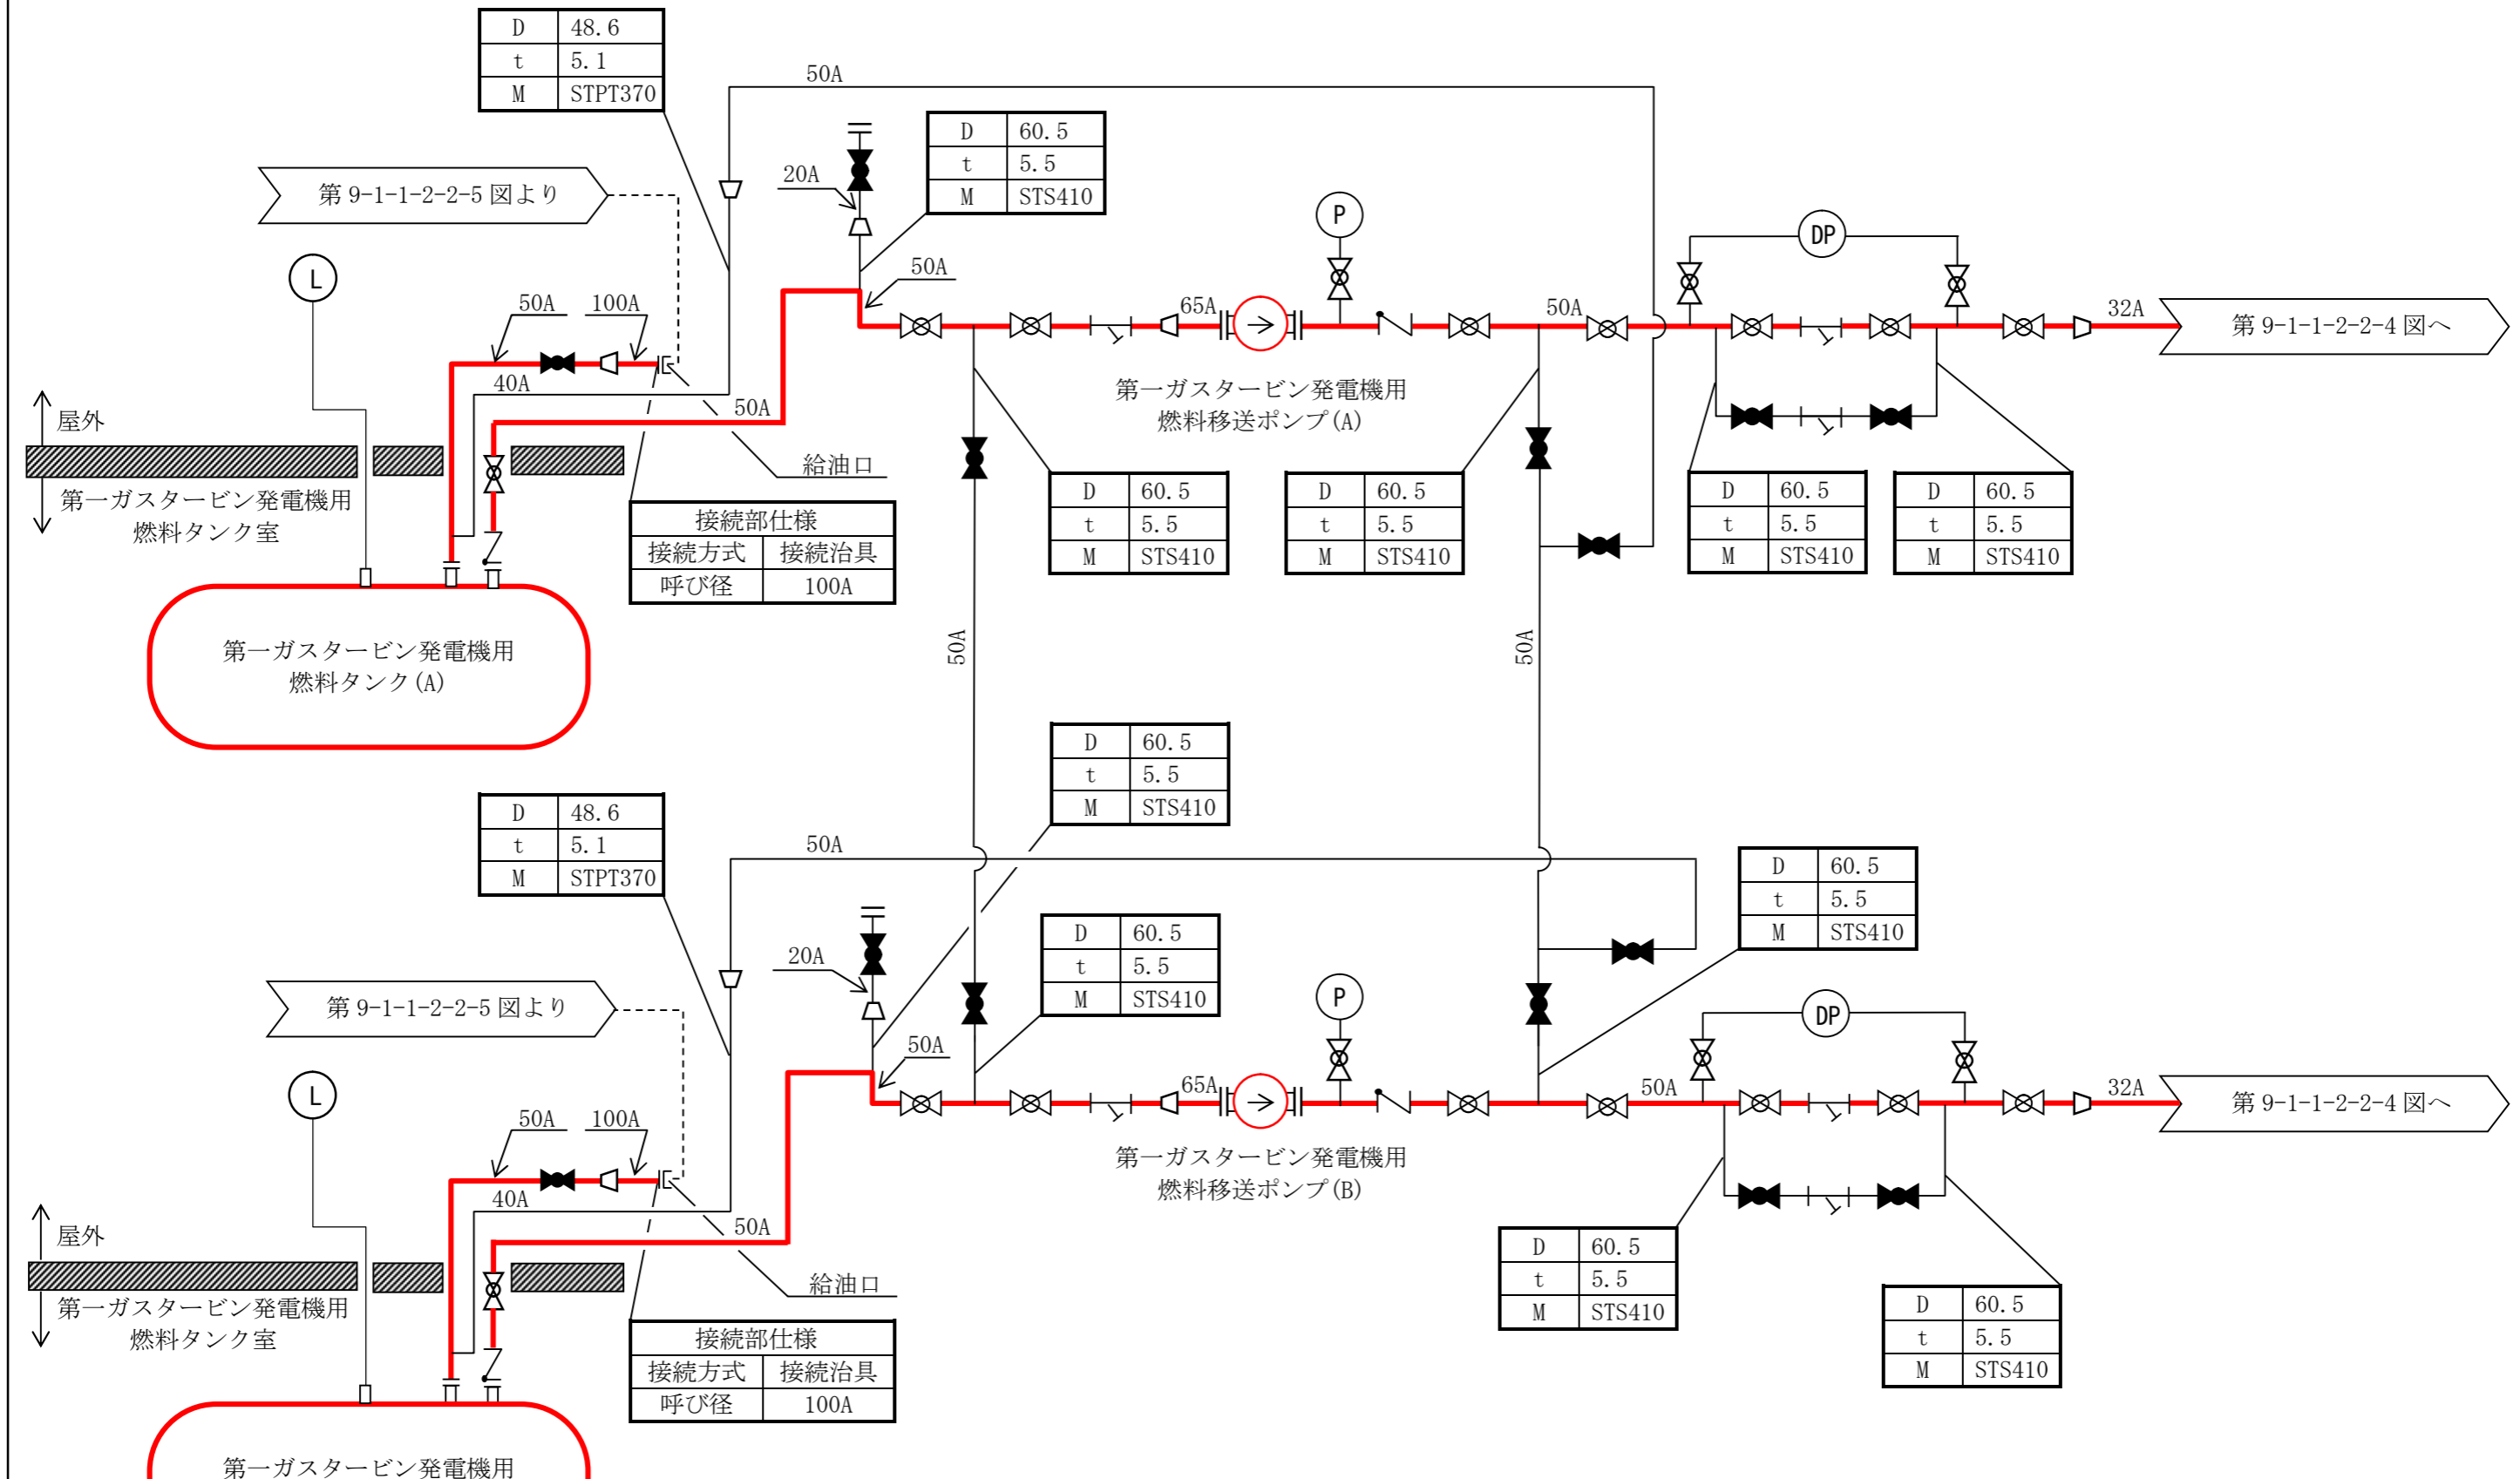 D 48.6
t 5.1
M STPT370
50A
D 60.5
t 5.5
M STS410
20A
第 9-1-1-2-2-5 図より
P
DP
L
50A
50A 100A
65A
50A
32A
第 9-1-1-2-2-4 図へ
40A
50A
第一ガスタービン発電機用
燃料移送ポンプ(A)
屋外
給油口
第一ガスタービン発電機用
燃料タンク室
接続部仕様
接続方式 接続治具
呼び径 100A
D 60.5
t 5.5
M STS410
D 60.5
t 5.5
M STS410
D 60.5
t 5.5
M STS410
D 60.5
t 5.5
M STS410
第一ガスタービン発電機用
燃料タンク(A)
50A
50A
D 60.5
t 5.5
M STS410
D 48.6
t 5.1
M STPT370
50A
D 60.5
t 5.5
M STS410
D 60.5
t 5.5
M STS410
20A
第 9-1-1-2-2-5 図より
P
DP
L
50A
50A 100A
65A
50A
32A
第 9-1-1-2-2-4 図へ
40A
50A
第一ガスタービン発電機用
燃料移送ポンプ(B)
屋外
給油口
第一ガスタービン発電機用
燃料タンク室
接続部仕様
接続方式 接続治具
呼び径 100A
D 60.5
t 5.5
M STS410
D 60.5
t 5.5
M STS410
第一ガスタービン発電機用